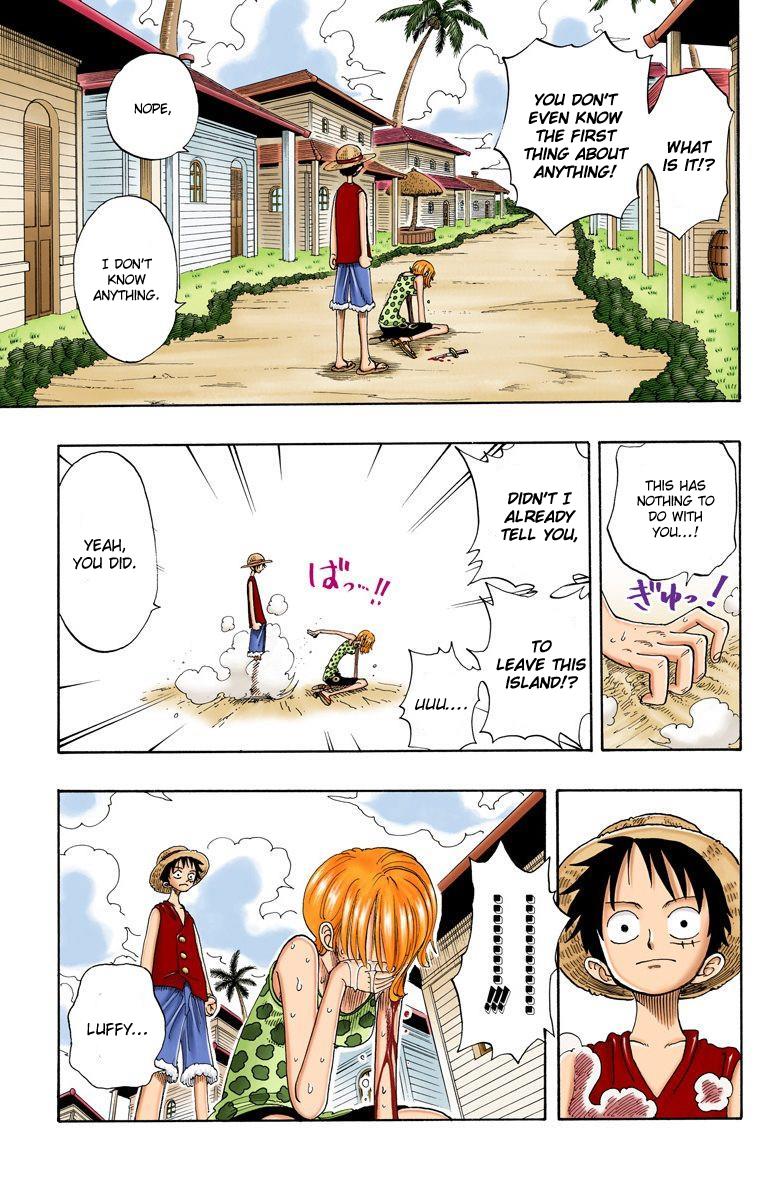 WHAT
IS IT!?
YOU DON'T
EVEN KNOW
THE FIRST
THING ABOUT
ANYTHING!
NOPE,
I DON'T
KNOW
ANYTHING.
THIS HAS
NOTHING TO
DO WITH
YOU...!
ぎゅっ!
DIDN'T I
ALREADY
TELL YOU,
TO
LEAVE THIS
ISLAND!?
UUU....
ばっ…!!
YEAH,
YOU DID.
!!!
LUFFY...